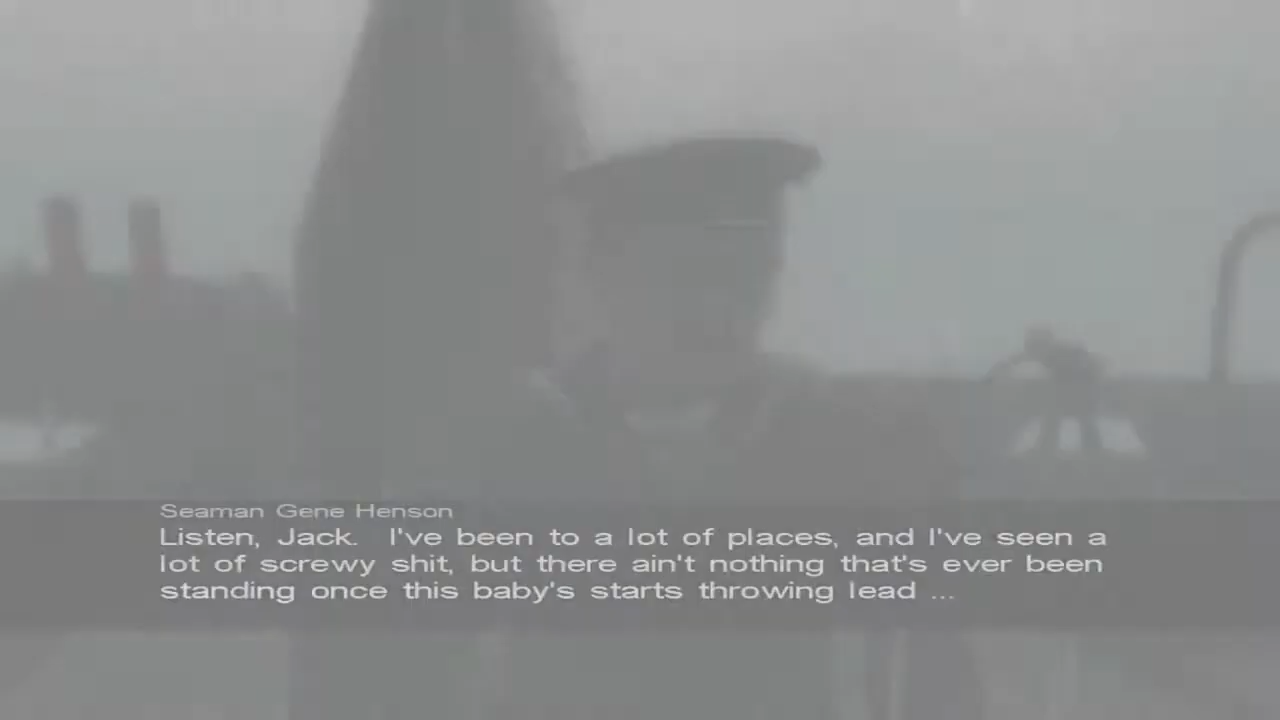 Seaman Gene Henson
Listen, Jack.  I've been to a lot of places, and I've seen a
lot of screwy shit, but there ain't nothing that's ever been
standing once this baby's starts throwing lead ...